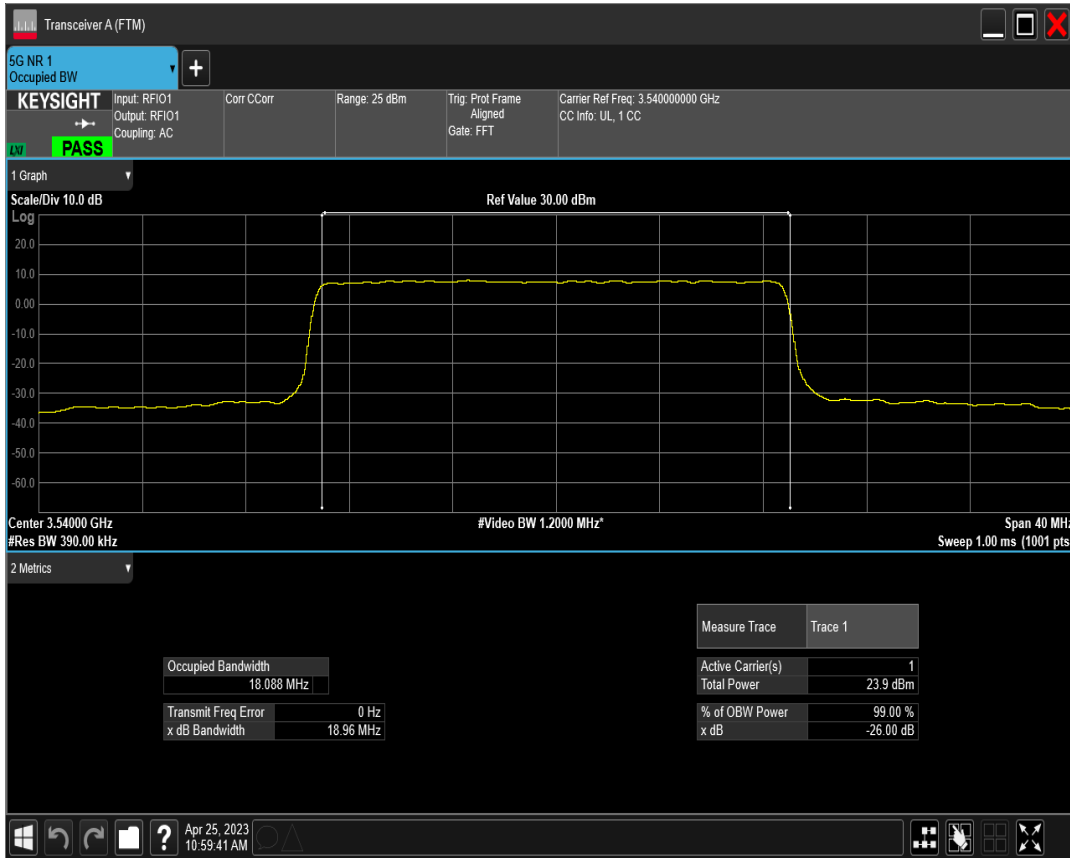 Transceiver A (FTM)
5G NR 1
Occupied BW
+
KEYSIGHT
LXI
PASS
Input: RFIO1
Output: RFIO1
Coupling: AC
Corr CCorr
Range: 25 dBm
Trig: Prot Frame
Aligned
Gate: FFT
Carrier Ref Freq: 3.540000000 GHz
CC Info: UL, 1 CC
1 Graph
Scale/Div 10.0 dB
Ref Value 30.00 dBm
Log
20.0
10.0
0.00
-10.0
-20.0
-30.0
-40.0
-50.0
-60.0
Center 3.54000 GHz
#Video BW 1.2000 MHz*
Span 40 MHz
#Res BW 390.00 kHz
Sweep 1.00 ms (1001 pts
2 Metrics
Measure Trace Trace 1
Occupied Bandwidth
18.088 MHz
Active Carrier(s) 1
Total Power 23.9 dBm
Transmit Freq Error 0 Hz
x dB Bandwidth 18.96 MHz
% of OBW Power 99.00 %
x dB -26.00 dB
?
Apr 25, 2023
10:59:41 AM